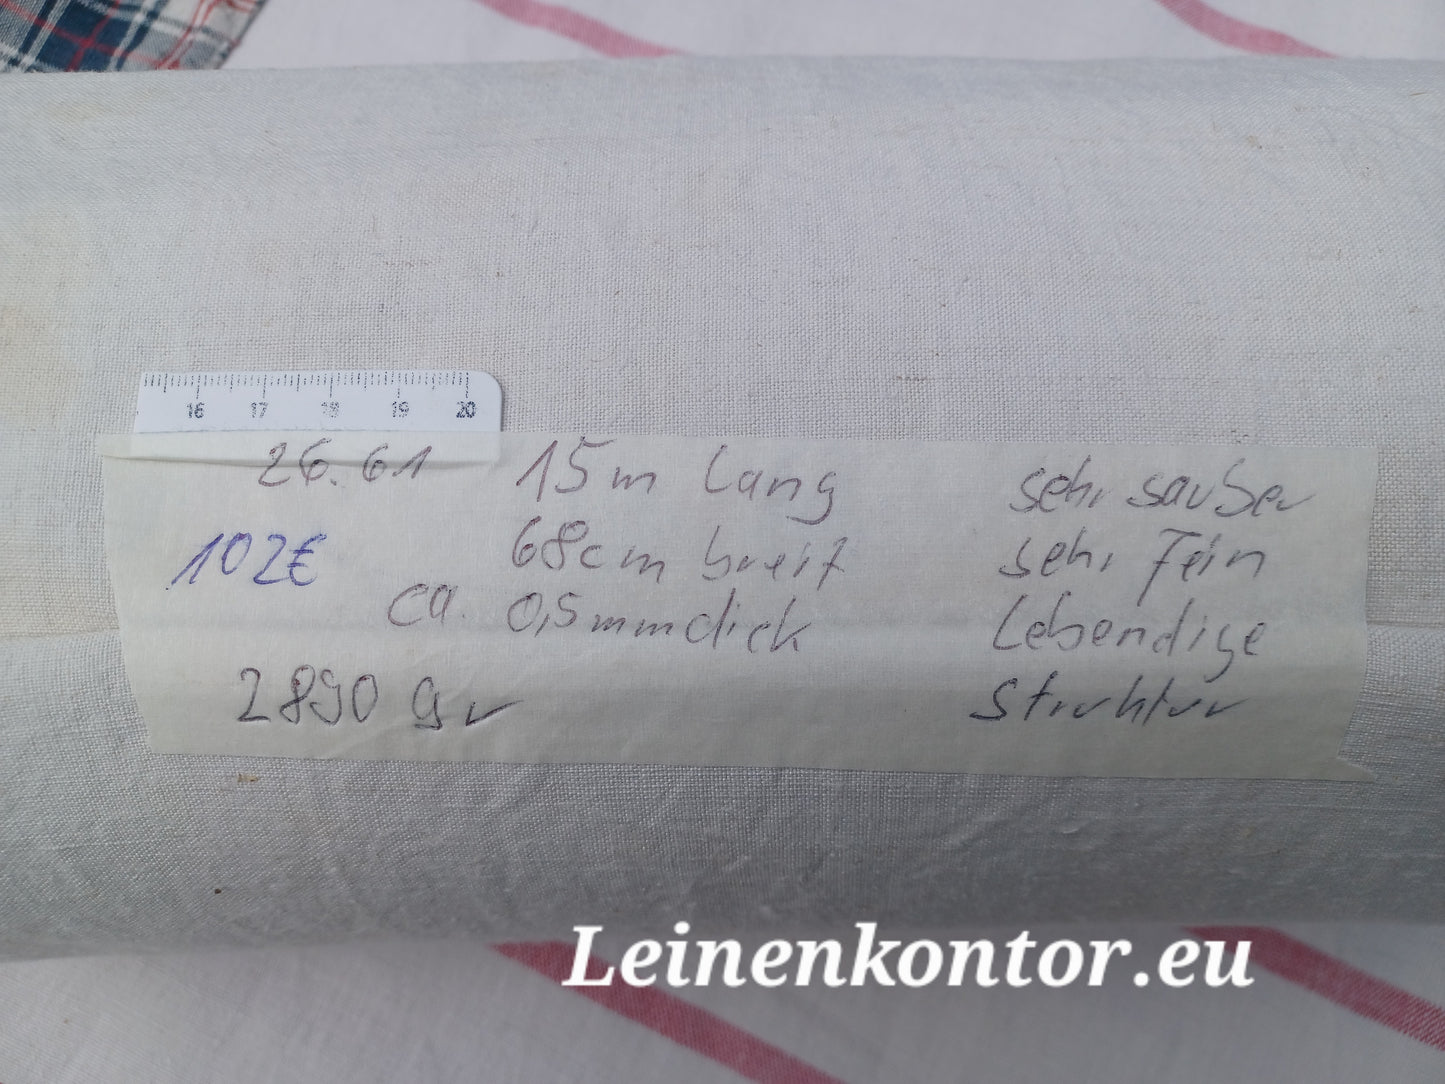 16 17 18 19 20
26.61 15m lang sehr sauber
102€ 68cm breit sehr fein
ca. 0,5mm dick Lebendige
2890 gr Struktur
Leinenkontor.eu